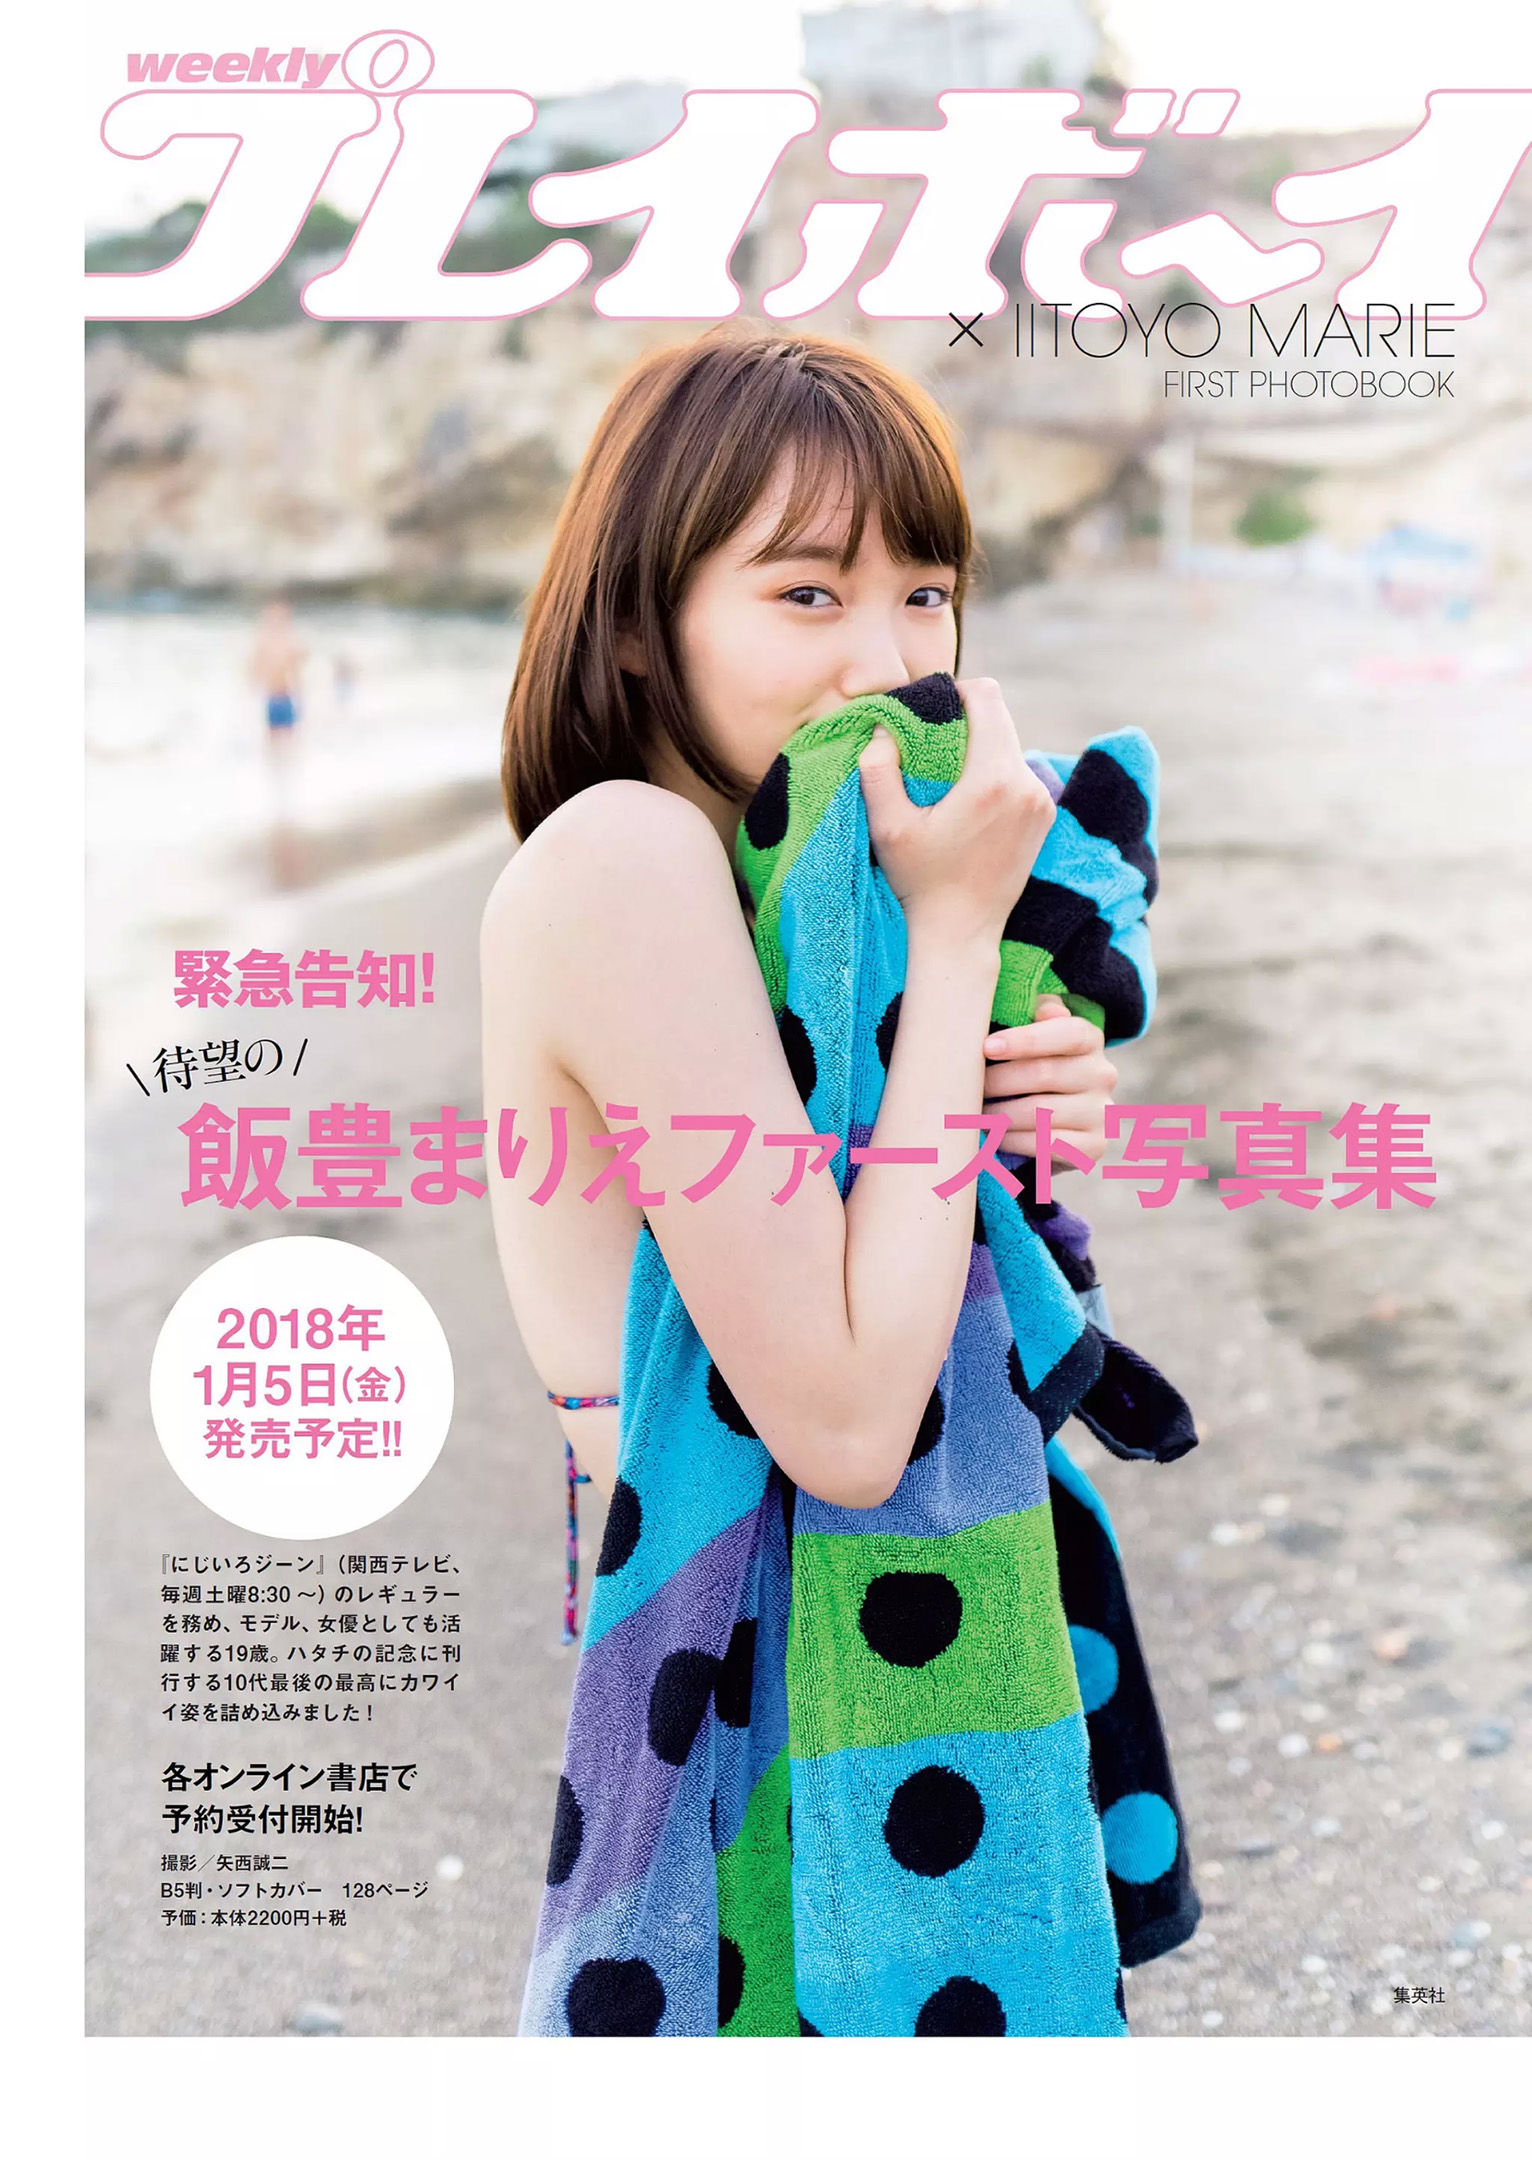 weekly
プレイボーイ
× IITOYO MARIE
FIRST PHOTOBOOK
緊急告知!
\待望の/
飯豊まりえファースト写真集
2018年
1月5日(金)
発売予定!!
『にじいろジーン』(関西テレビ、
毎週土曜8:30 〜) のレギュラー
を務め、モデル、女優としても活
躍する19歳。ハタチの記念に刊
行する10代最後の最高にカワイ
イ姿を詰め込みました!
各オンライン書店で
予約受付開始!
撮影／矢西誠二
B5判・ソフトカバー 128ページ
予価：本体2200円＋税
集英社